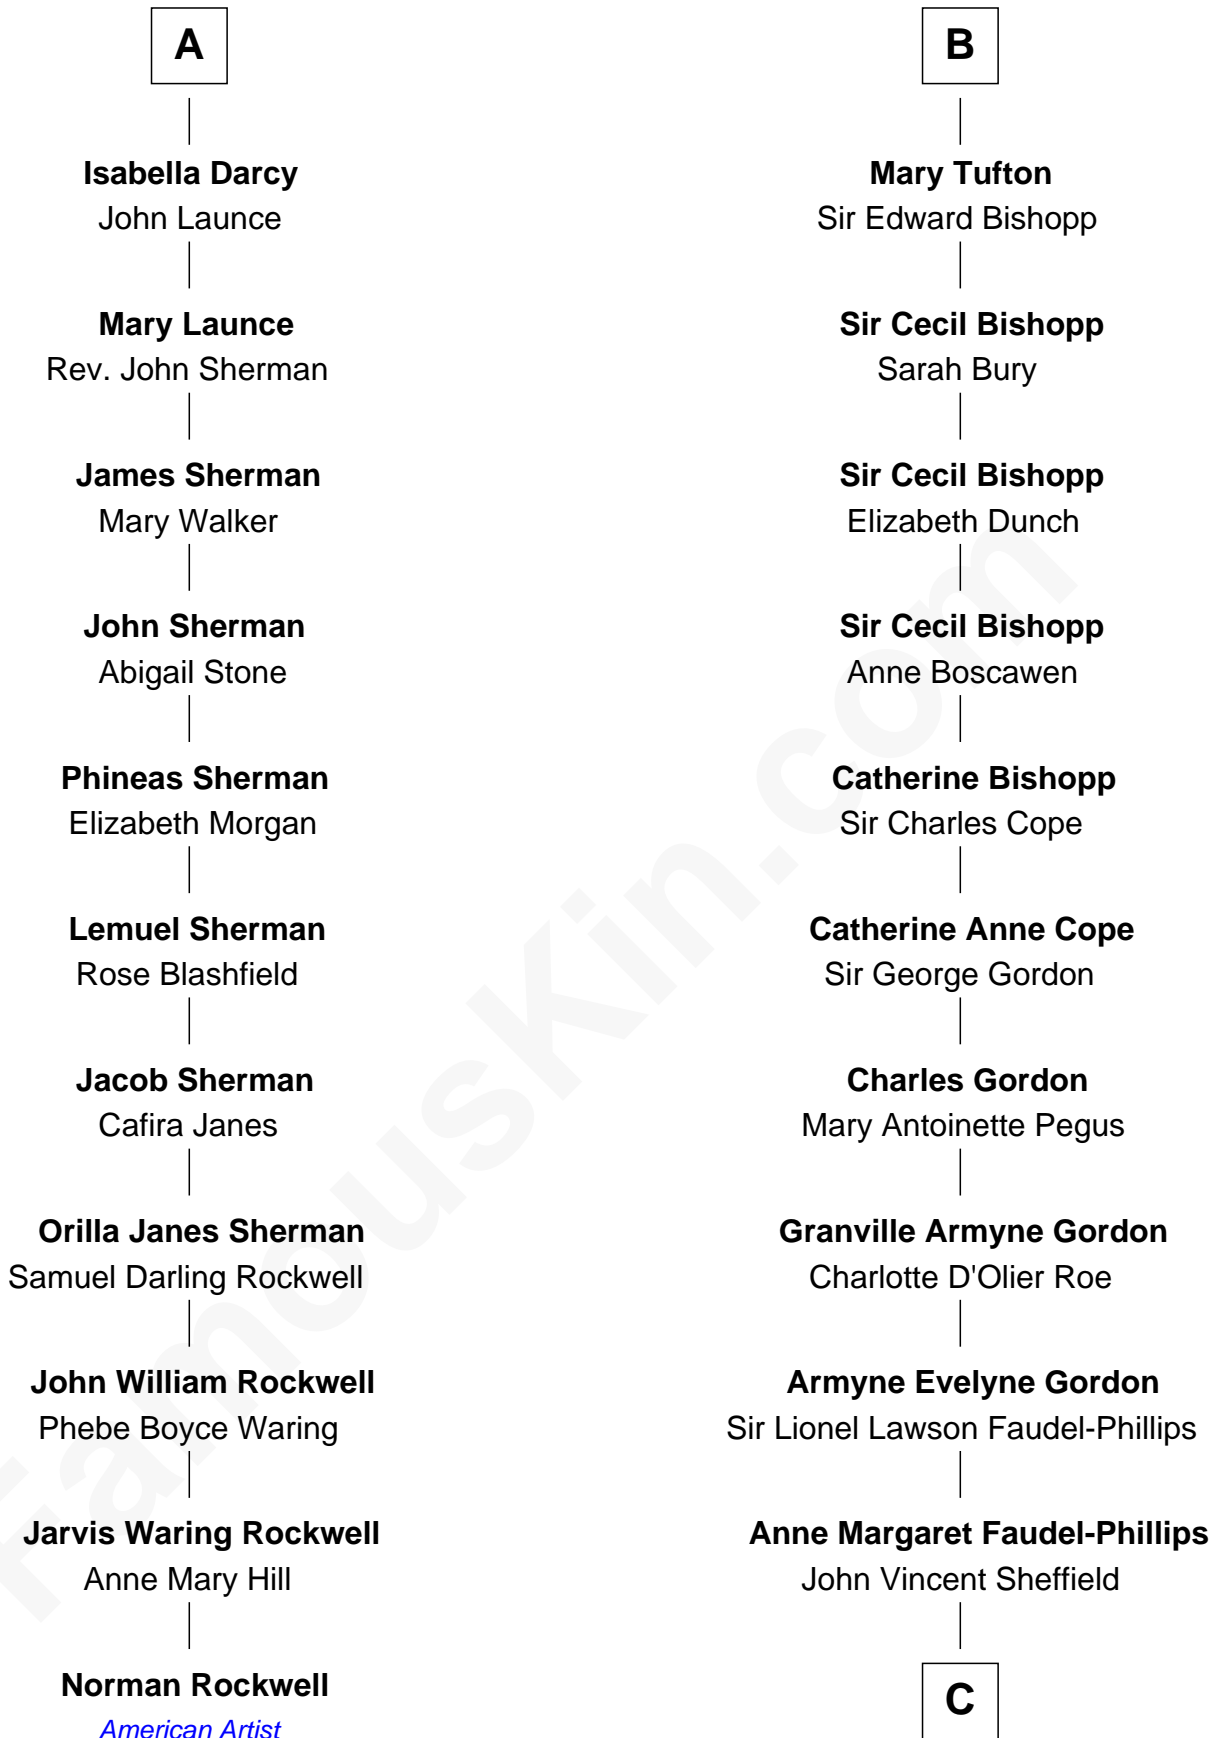 A
Isabella Darcy
John Launce
Mary Launce
Rev. John Sherman
James Sherman
Mary Walker
John Sherman
Abigail Stone
Phineas Sherman
Elizabeth Morgan
Lemuel Sherman
Rose Blashfield
Jacob Sherman
Cafira Janes
Orilla Janes Sherman
Samuel Darling Rockwell
John William Rockwell
Phebe Boyce Waring
Jarvis Waring Rockwell
Anne Mary Hill
Norman Rockwell
American Artist
B
Mary Tufton
Sir Edward Bishopp
Sir Cecil Bishopp
Sarah Bury
Sir Cecil Bishopp
Elizabeth Dunch
Sir Cecil Bishopp
Anne Boscawen
Catherine Bishopp
Sir Charles Cope
Catherine Anne Cope
Sir George Gordon
Charles Gordon
Mary Antoinette Pegus
Granville Armyne Gordon
Charlotte D'Olier Roe
Armyne Evelyne Gordon
Sir Lionel Lawson Faudel-Phillips
Anne Margaret Faudel-Phillips
John Vincent Sheffield
C
FamousKin.com